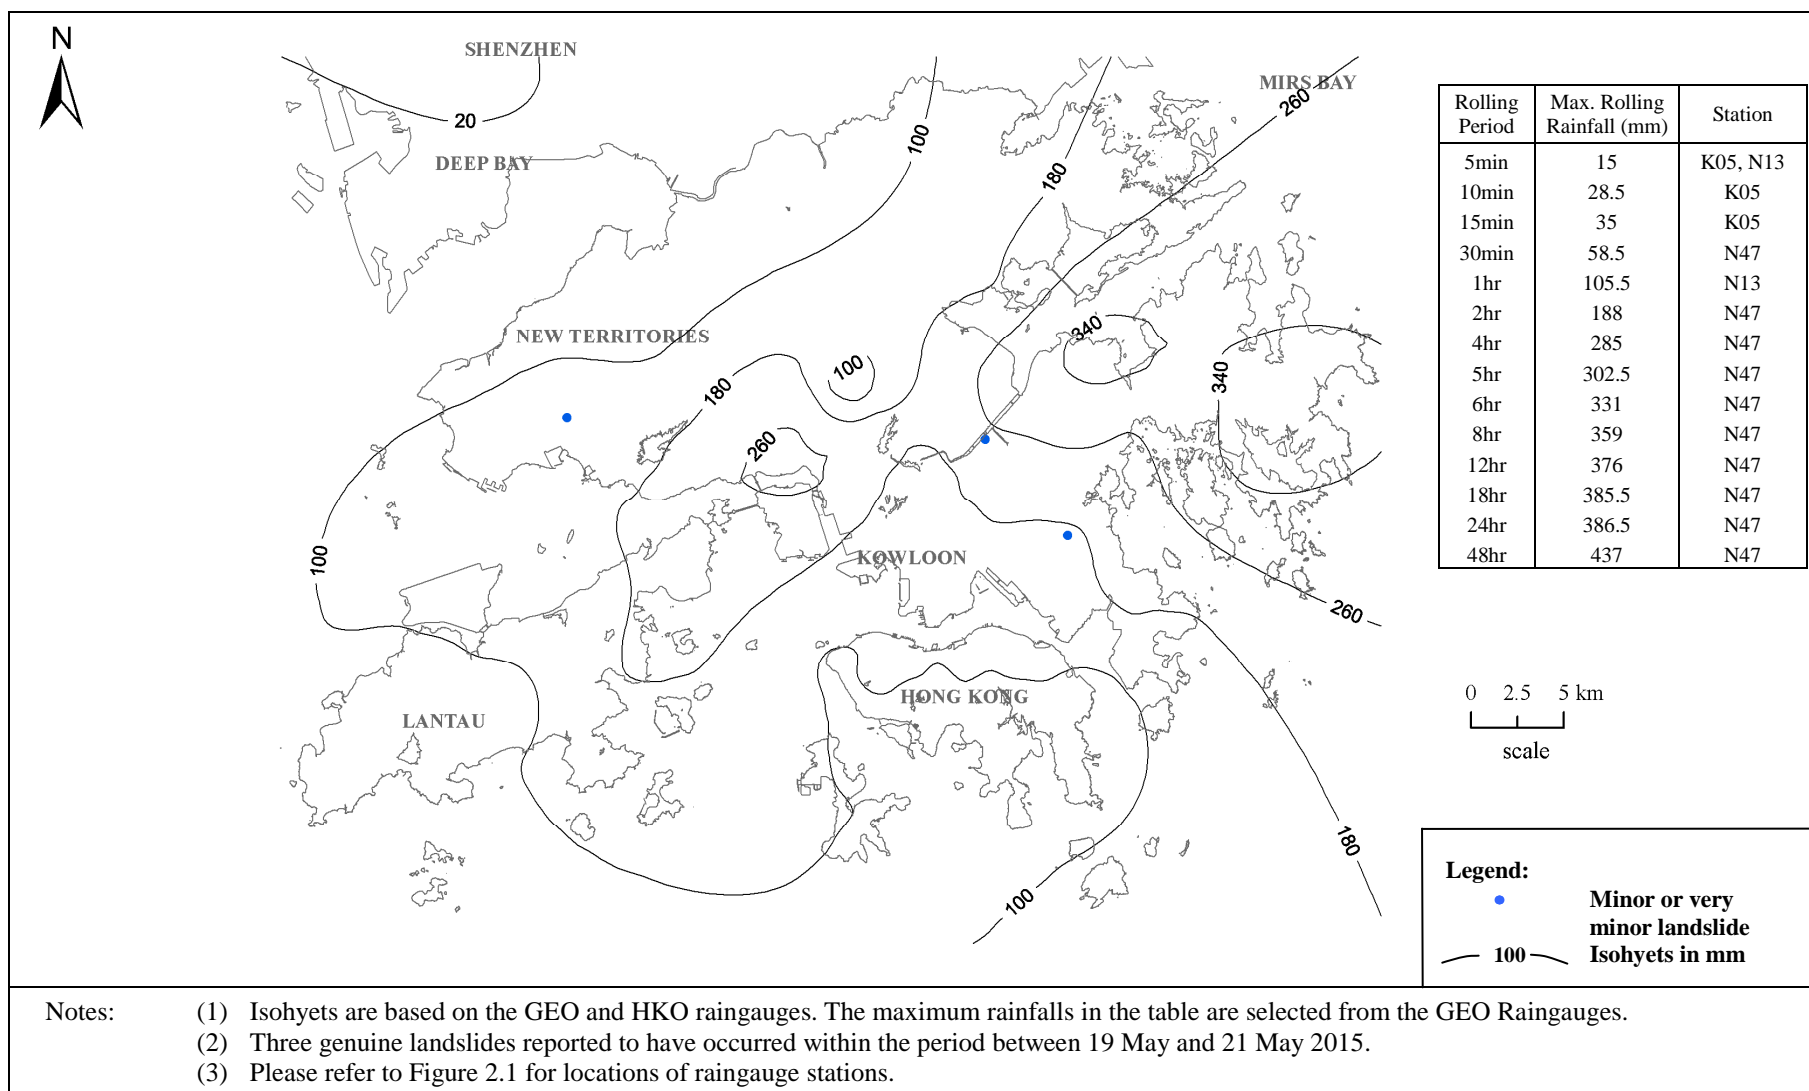 N
SHENZHEN
MIRS BAY
260
20
100
DEEP BAY
180
340
NEW TERRITORIES
100
340
180
260
100
KOWLOON
260
HONG KONG
LANTAU
180
100
Rolling Period Max. Rolling Rainfall (mm) Station
5min 15 K05, N13
10min 28.5 K05
15min 35 K05
30min 58.5 N47
1hr 105.5 N13
2hr 188 N47
4hr 285 N47
5hr 302.5 N47
6hr 331 N47
8hr 359 N47
12hr 376 N47
18hr 385.5 N47
24hr 386.5 N47
48hr 437 N47
0 2.5 5 km
scale
Legend:
Minor or very
minor landslide
100 Isohyets in mm
Notes: (1) Isohyets are based on the GEO and HKO raingauges. The maximum rainfalls in the table are selected from the GEO Raingauges.
(2) Three genuine landslides reported to have occurred within the period between 19 May and 21 May 2015.
(3) Please refer to Figure 2.1 for locations of raingauge stations.